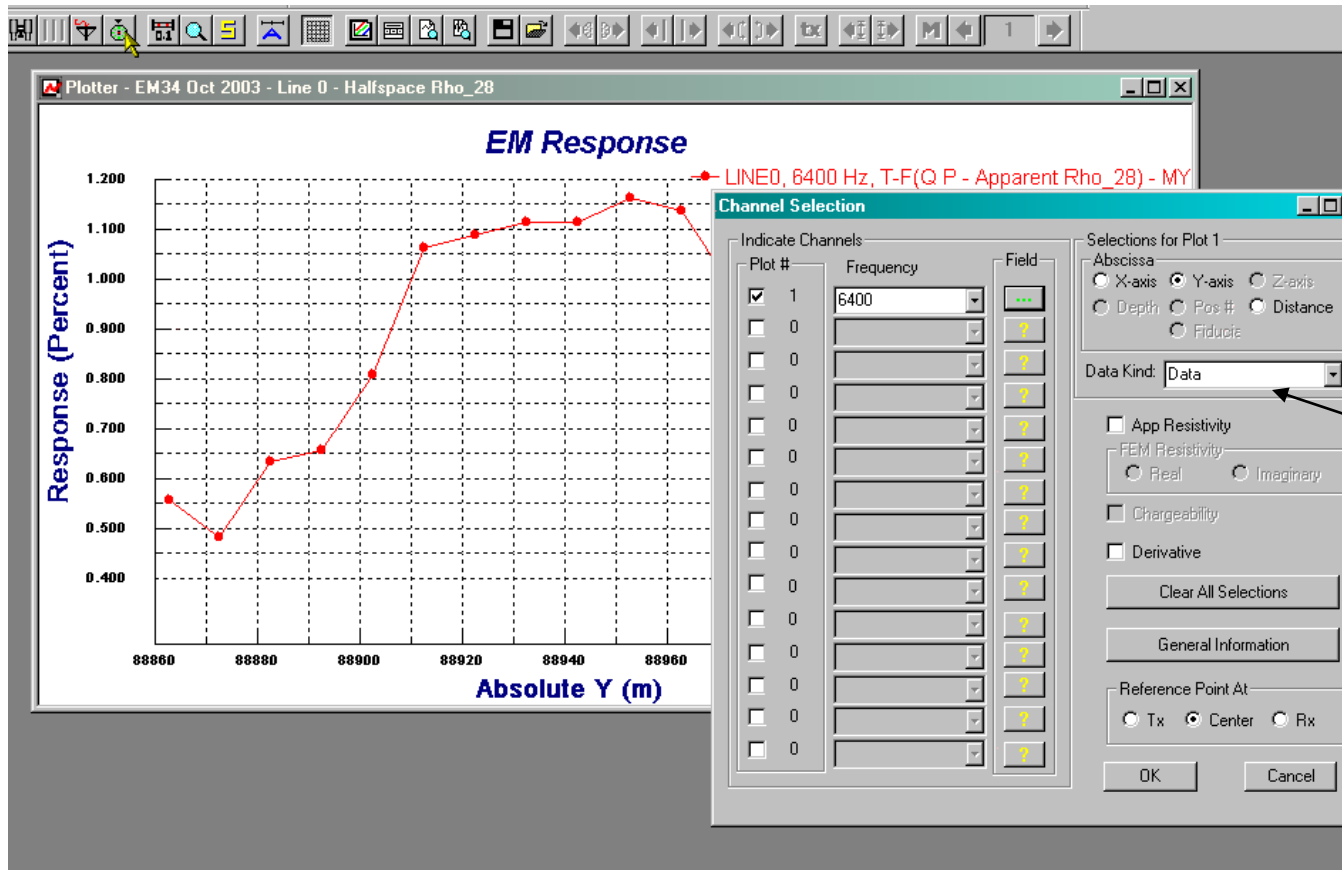 0.1
S
tx
M
1
Plotter - EM34 Oct 2003 - Line 0 - Halfspace Rho_28
EM Response
LINE0, 6400 Hz, T-F(Q P - Apparent Rho_28) - MY
Response (Percent)
1.200
1.100
1.000
0.900
0.800
0.700
0.600
0.500
0.400
88860 88880 88900 88920 88940 88960
Absolute Y (m)
Channel Selection
Indicate Channels
Plot # Frequency Field
1 6400 ...
0 ?
0 ?
0 ?
0 ?
0 ?
0 ?
0 ?
0 ?
0 ?
0 ?
0 ?
0 ?
0 ?
0 ?
Selections for Plot 1
Abscissa
X-axis Y-axis Z-axis
Depth Pos # Distance
Fiducia
Data Kind: Data
App Resistivity
FEM Resistivity
Real Imaginary
Chargeability
Derivative
Clear All Selections
General Information
Reference Point At
Tx Center Rx
OK Cancel